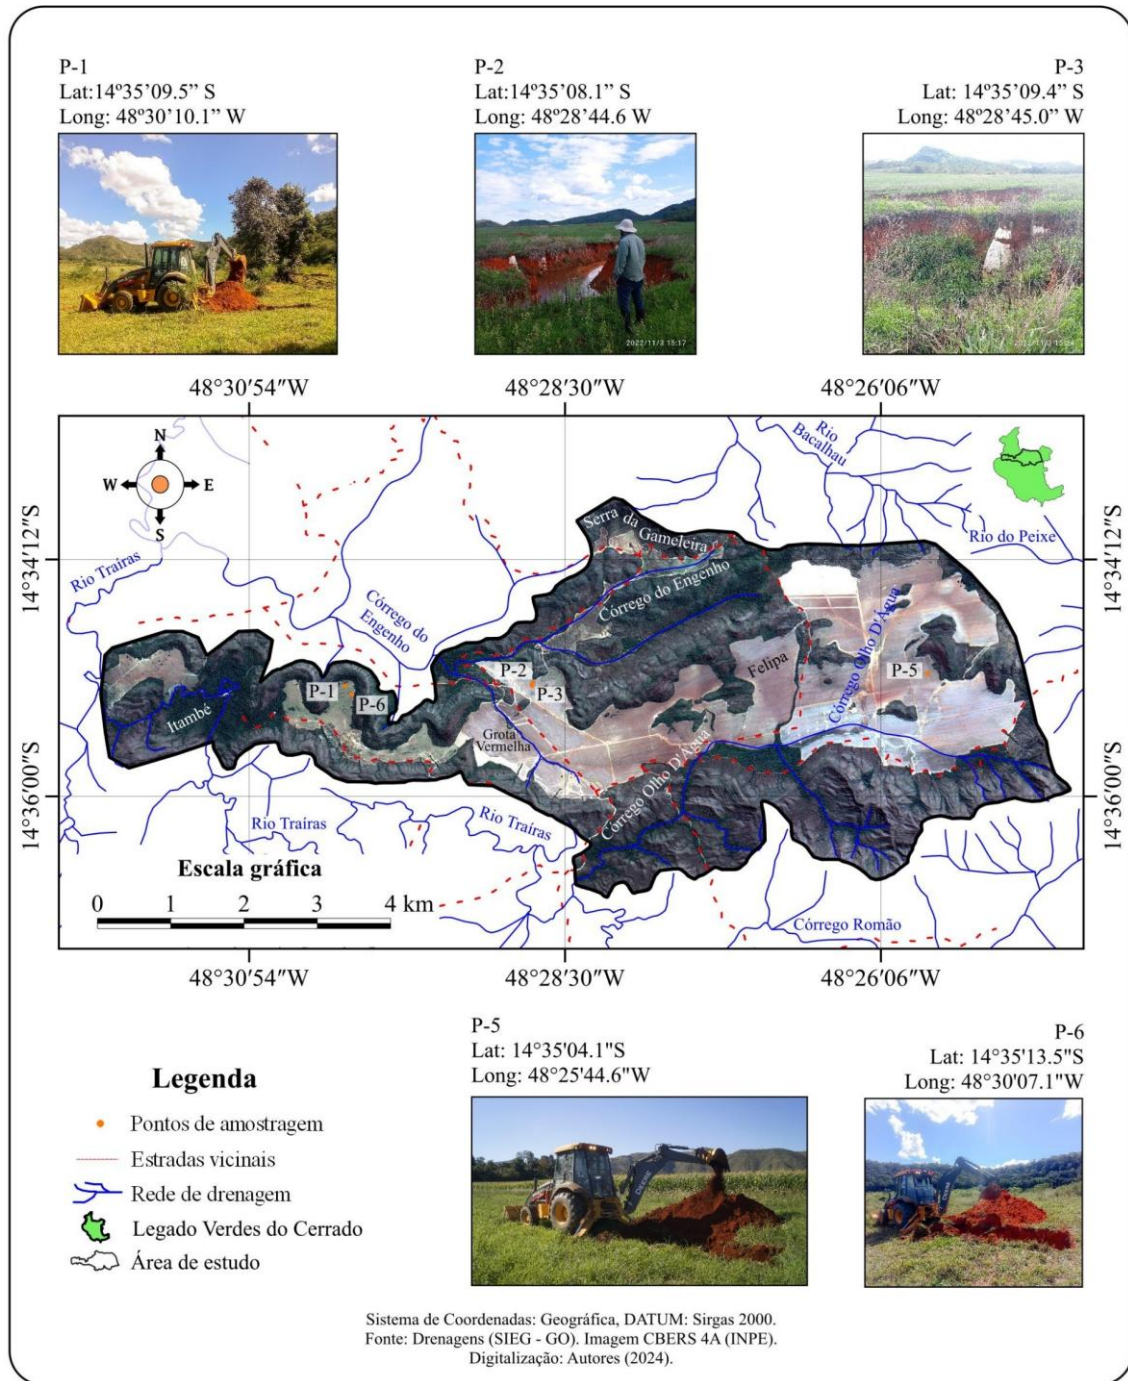 P-1
Lat:14º35’09.5” S
Long: 48º30’10.1” W
P-2
Lat:14º35’08.1” S
Long: 48º28’44.6 W
P-3
Lat: 14º35’09.4” S
Long: 48º28’45.0” W
2022/11/3 15:17
2022/11/3
48°30'54"W
48°28'30"W
48°26'06"W
N
W
E
S
14°34'12"S
14°36'00"S
14°34'12"S
14°36'00"S
Rio
Bacalhau
Rio do Peixe
Serra da
Gameleira
Rio Traíras
Córrego do
Engenho
Córrego do Engenho
Córrego Olho D'Água
P-1
P-6
P-2
P-3
Felipa
P-5
Itambé
Grota
Vermelha
Córrego Olho D'Água
Rio Traíras
Rio Traíras
Córrego Romão
Escala gráfica
0 1 2 3 4 km
48°30'54"W
48°28'30"W
48°26'06"W
P-5
Lat: 14°35'04.1"S
Long: 48°25'44.6"W
P-6
Lat: 14°35'13.5"S
Long: 48°30'07.1"W
Legenda
Pontos de amostragem
Estradas vicinais
Rede de drenagem
Legado Verdes do Cerrado
Área de estudo
Sistema de Coordenadas: Geográfica, DATUM: Sirgas 2000.
Fonte: Drenagens (SIEG - GO). Imagem CBERS 4A (INPE).
Digitalização: Autores (2024).